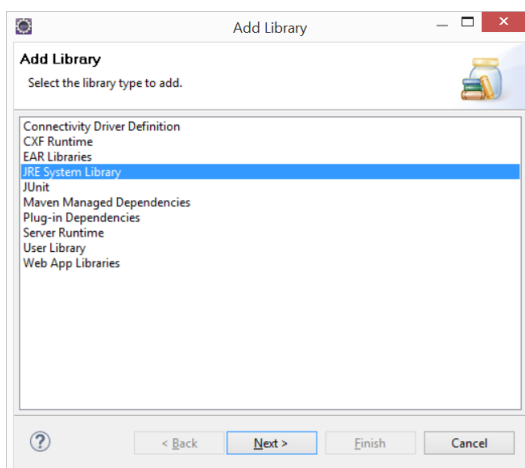 Add Library
Add Library
Select the library type to add.
Connectivity Driver Definition
CXF Runtime
EAR Libraries
JRE System Library
JUnit
Maven Managed Dependencies
Plug-in Dependencies
Server Runtime
User Library
Web App Libraries
? < Back Next > Finish Cancel